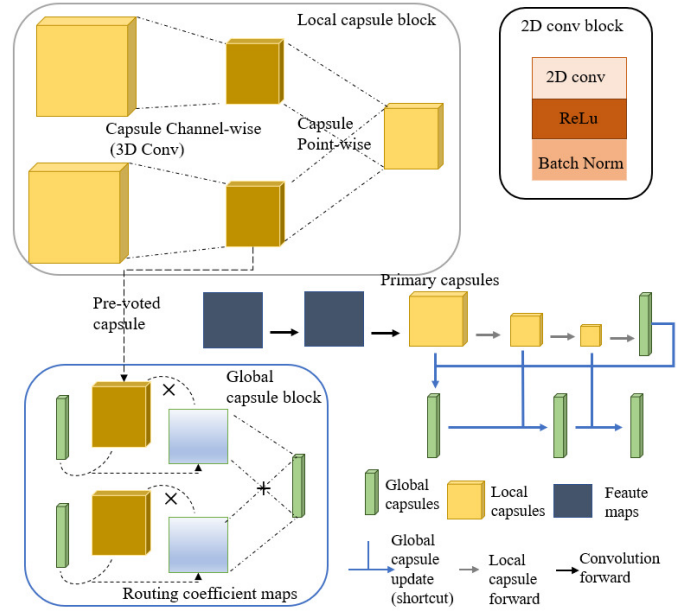 Local capsule block
2D conv block
2D conv
ReLu
Batch Norm
Capsule Channel-wise
(3D Conv)
Capsule
Point-wise
Pre-voted
capsule
Primary capsules
Global
capsule block
×
×
+
Routing coefficient maps
Global
capsules
Local
capsules
Feaute
maps
Global
capsule
update
(shortcut)
Local
capsule
forward
Convolution
forward